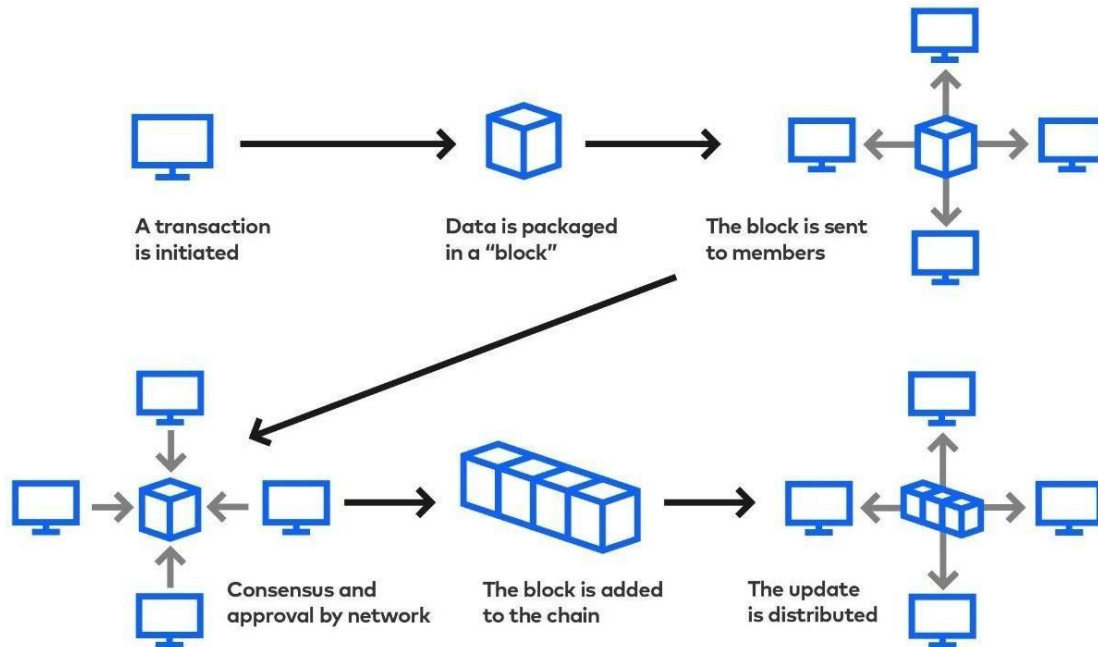 A transaction
is initiated
Data is packaged
in a “block”
The block is sent
to members
Consensus and
approval by network
The block is added
to the chain
The update
is distributed